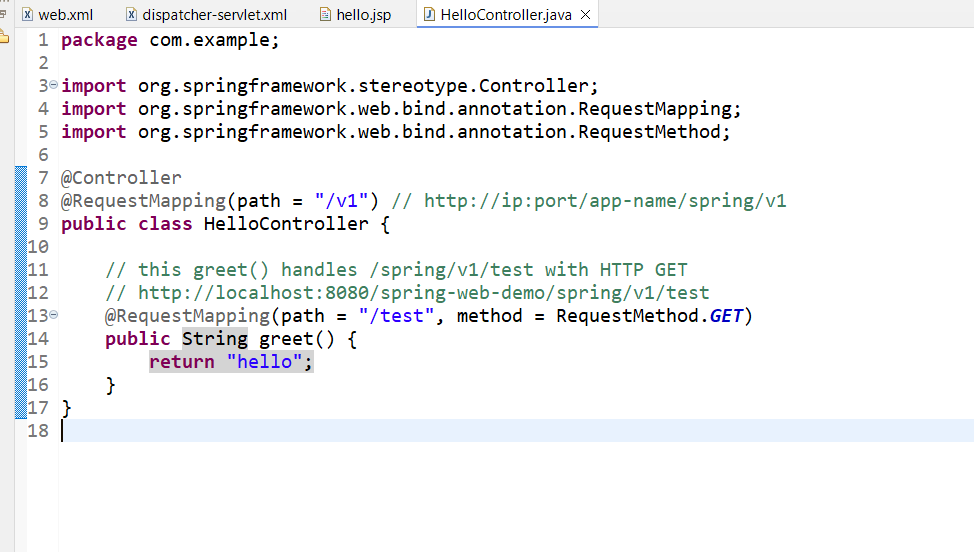 web.xml dispatcher-servlet.xml hello.jsp HelloController.java
1 package com.example;
2
3 import org.springframework.stereotype.Controller;
4 import org.springframework.web.bind.annotation.RequestMapping;
5 import org.springframework.web.bind.annotation.RequestMethod;
6
7 @Controller
8 @RequestMapping(path = "/v1") // http://ip:port/app-name/spring/v1
9 public class HelloController {
10
11     // this greet() handles /spring/v1/test with HTTP GET
12     // http://localhost:8080/spring-web-demo/spring/v1/test
13     @RequestMapping(path = "/test", method = RequestMethod.GET)
14     public String greet() {
15         return "hello";
16     }
17 }
18